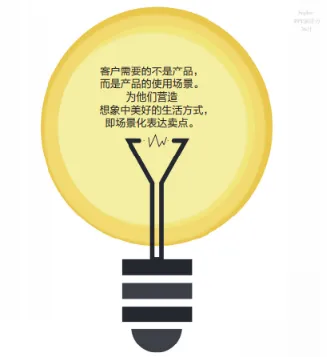 客户需要的不是产品，
而是产品的使用场景。
为他们营造
想象中美好的生活方式，
即场景化表达卖点。